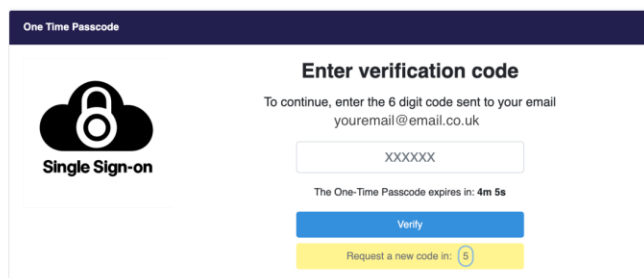 One Time Passcode
Single Sign-on
Enter verification code
To continue, enter the 6 digit code sent to your email
youremail@email.co.uk
XXXXXX
The One-Time Passcode expires in: 4m 5s
Verify
Request a new code in: 5